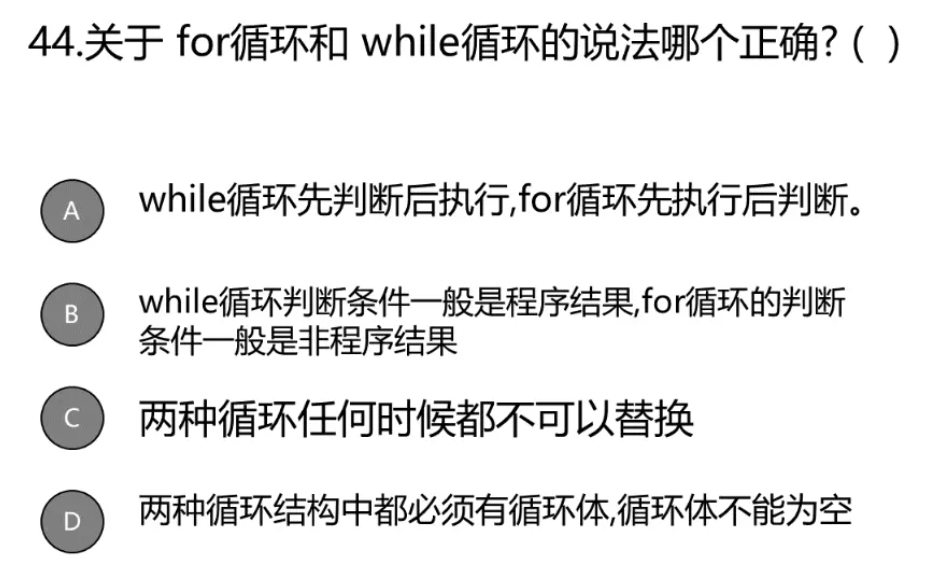 44.关于 for循环和 while循环的说法哪个正确? ( )
A while循环先判断后执行,for循环先执行后判断。
B while循环判断条件一般是程序结果,for循环的判断
条件一般是非程序结果
C 两种循环任何时候都不可以替换
D 两种循环结构中都必须有循环体,循环体不能为空